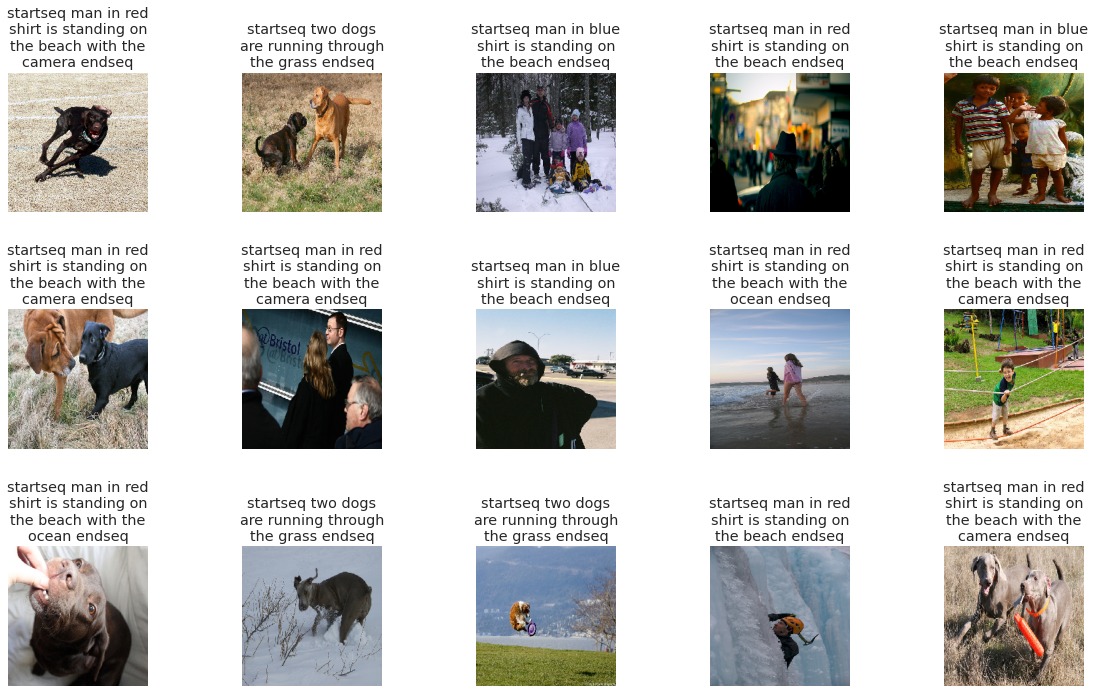 startseq man in red
shirt is standing on
the beach with the
camera endseq
startseq two dogs
are running through
the grass endseq
startseq man in blue
shirt is standing on
the beach endseq
startseq man in red
shirt is standing on
the beach endseq
startseq man in blue
shirt is standing on
the beach endseq
startseq man in red
shirt is standing on
the beach with the
camera endseq
startseq man in red
shirt is standing on
the beach with the
camera endseq
@Bristol
startseq man in blue
shirt is standing on
the beach endseq
startseq man in red
shirt is standing on
the beach with the
ocean endseq
startseq man in red
shirt is standing on
the beach with the
camera endseq
startseq man in red
shirt is standing on
the beach with the
ocean endseq
startseq two dogs
are running through
the grass endseq
startseq two dogs
are running through
the grass endseq
startseq man in red
shirt is standing on
the beach endseq
startseq man in red
shirt is standing on
the beach with the
camera endseq